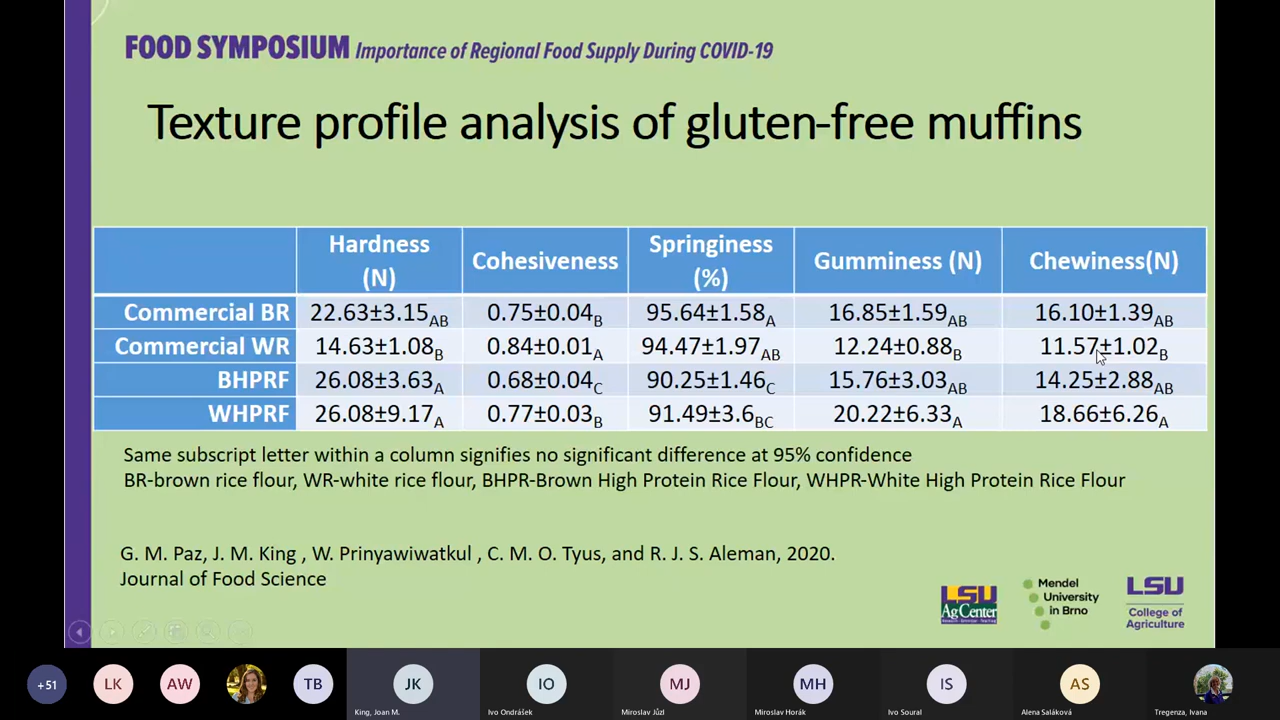 FOOD SYMPOSIUM Importance of Regional Food Supply During COVID-19
Texture profile analysis of gluten-free muffins
Hardness (N) Cohesiveness Springiness (%) Gumminess (N) Chewiness(N)
Commercial BR 22.63±3.15AB 0.75±0.04B 95.64±1.58A 16.85±1.59AB 16.10±1.39AB
Commercial WR 14.63±1.08B 0.84±0.01A 94.47±1.97AB 12.24±0.88B 11.57±1.02B
BHPRF 26.08±3.63A 0.68±0.04C 90.25±1.46C 15.76±3.03AB 14.25±2.88AB
WHPRF 26.08±9.17A 0.77±0.03B 91.49±3.6BC 20.22±6.33A 18.66±6.26A
Same subscript letter within a column signifies no significant difference at 95% confidence
BR-brown rice flour, WR-white rice flour, BHPR-Brown High Protein Rice Flour, WHPR-White High Protein Rice Flour
G. M. Paz, J. M. King , W. Prinyawiwatkul , C. M. O. Tyus, and R. J. S. Aleman, 2020.
Journal of Food Science
LSU
AgCenter
Mendel
University
in Brno
LSU
College of
Agriculture
+51 LK AW TB JK IO MJ MH IS AS
King, Joan M. Ivo Ondrášek Miroslav Jůzl Miroslav Horák Ivo Soural Alena Saláková Tregenza, Ivana